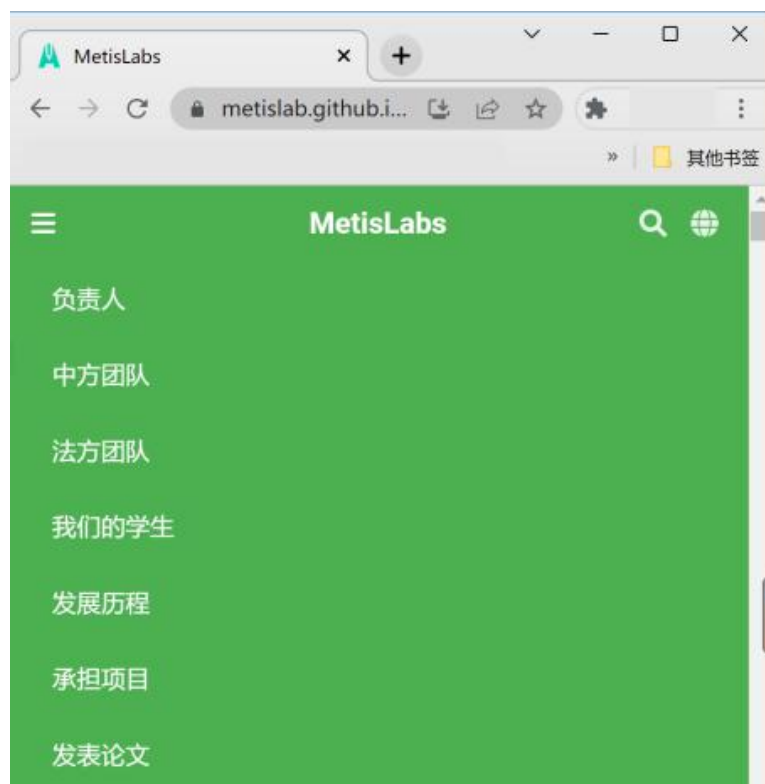 MetisLabs
metislab.github.i...
»
其他书签
MetisLabs
负责人
中方团队
法方团队
我们的学生
发展历程
承担项目
发表论文